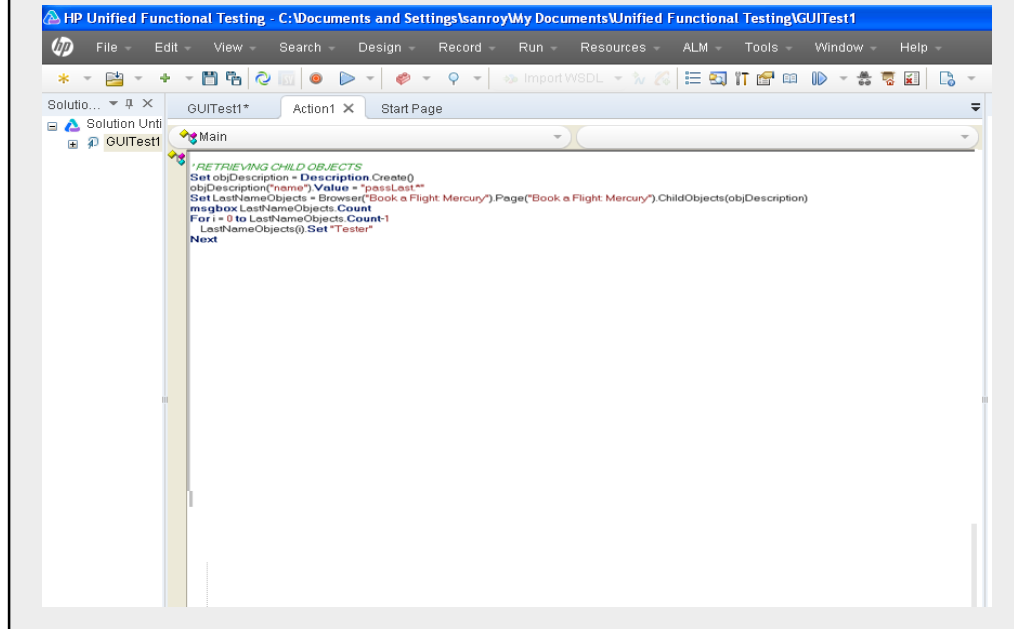 HP Unified Functional Testing - C:\Documents and Settings\sanroy\My Documents\Unified Functional Testing\GUITest1
hp File Edit View Search Design Record Run Resources ALM Tools Window Help
Import WSDL
Solutio...
GUITest1* Action1 Start Page
Solution Unti
GUITest1
Main
'RETRIEVING CHILD OBJECTS
Set objDescription = Description.Create()
objDescription("name").Value = "passLast.*"
Set LastNameObjects = Browser("Book a Flight: Mercury").Page("Book a Flight: Mercury").ChildObjects(objDescription)
msgbox LastNameObjects.Count
For i = 0 to LastNameObjects.Count-1
LastNameObjects(i).Set "Tester"
Next